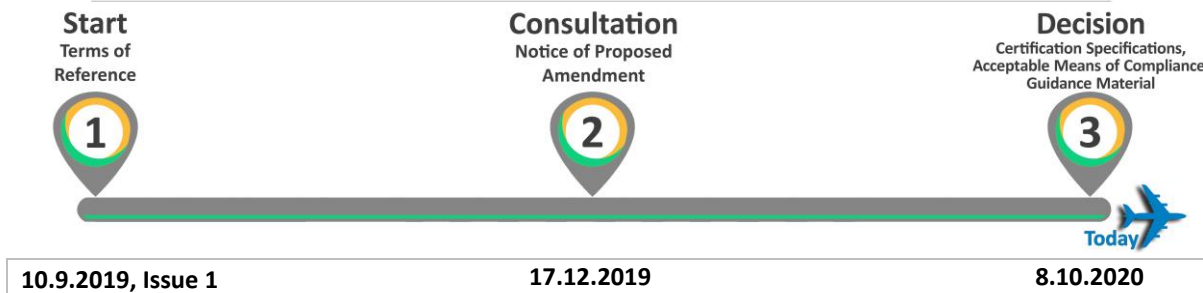 Start
Terms of
Reference
1
Consultation
Notice of Proposed
Amendment
2
Decision
Certification Specifications,
Acceptable Means of Compliance
Guidance Material
3
Today
10.9.2019, Issue 1
17.12.2019
8.10.2020